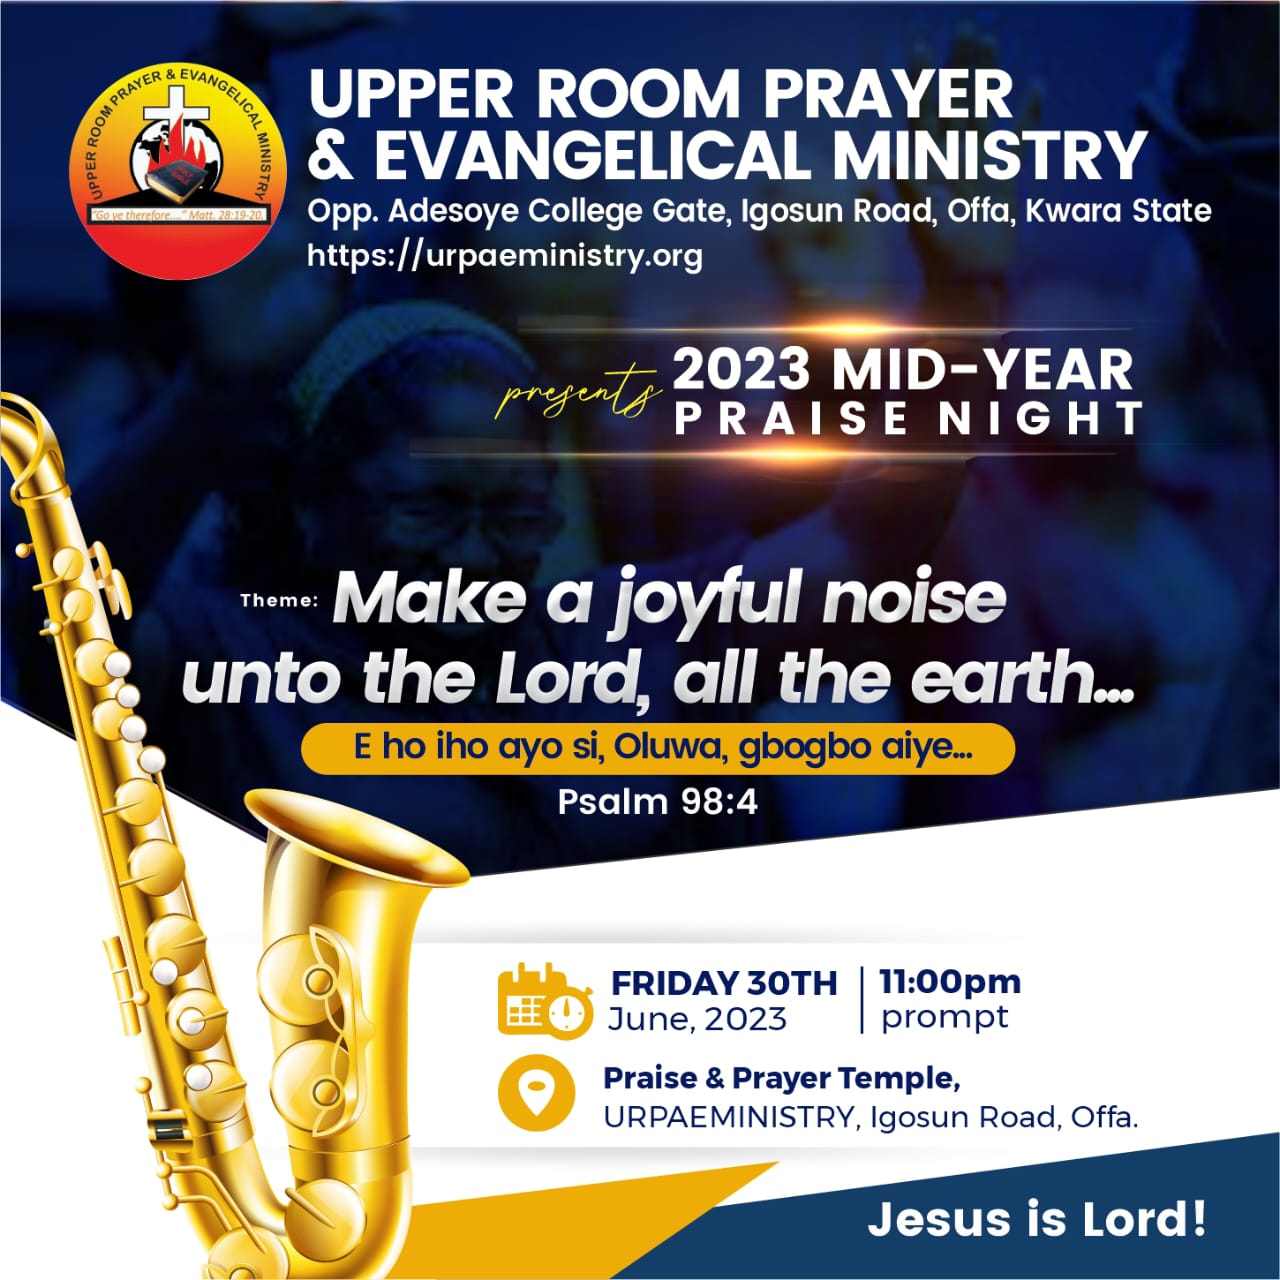 UPPER ROOM PRAYER & EVANGELICAL MINISTRY
HOLY BIBLE
"Go ye therefore...." Matt. 28:19-20.
UPPER ROOM PRAYER
& EVANGELICAL MINISTRY
Opp. Adesoye College Gate, Igosun Road, Offa, Kwara State
https://urpaeministry.org
presents
2023 MID-YEAR
PRAISE NIGHT
Theme: Make a joyful noise
unto the Lord, all the earth...
E ho iho ayo si, Oluwa, gbogbo aiye...
Psalm 98:4
FRIDAY 30TH
June, 2023
11:00pm
prompt
Praise & Prayer Temple,
URPAEMINISTRY, Igosun Road, Offa.
Jesus is Lord!